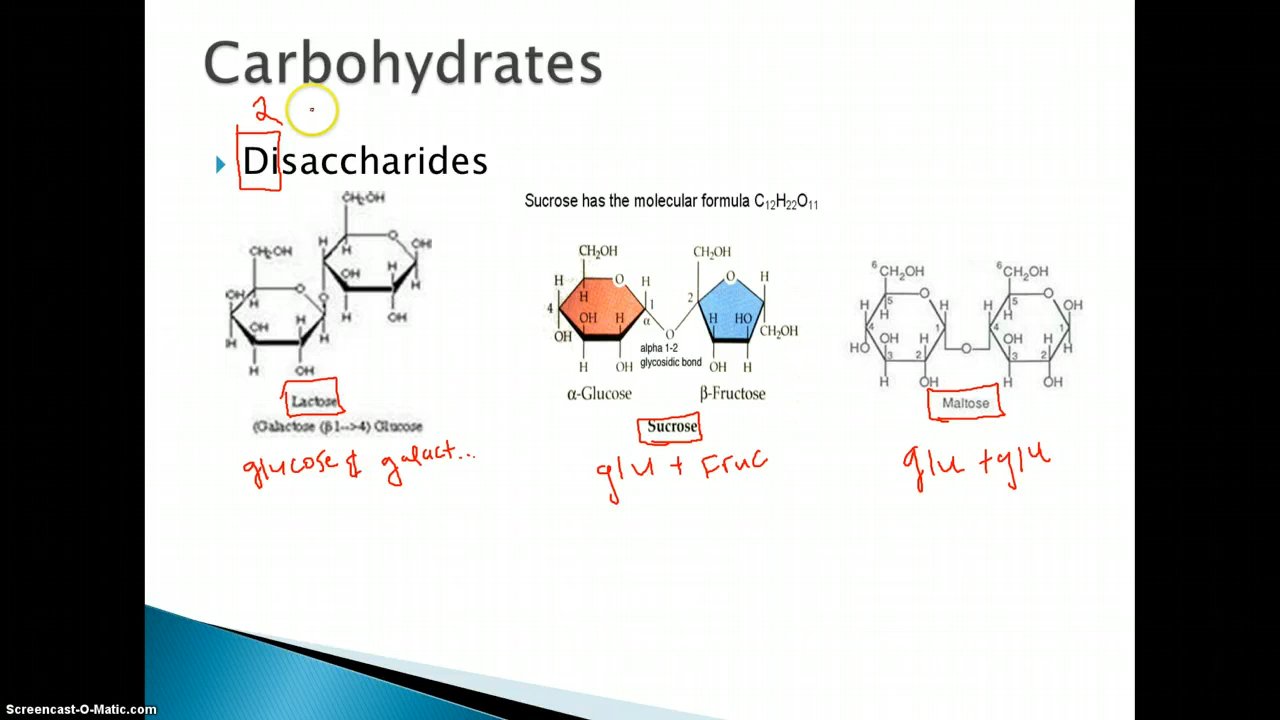 Carbohydrates
2
Disaccharides
Sucrose has the molecular formula C₁₂H₂₂O₁₁
CH₂OH
CH₂OH
O
OH
H
H
OH
H
H
H
OH
O
OH
O
OH
H
H
H
OH
Lactose
(Galactose (β1-->4) Glucose
glucose & galact...
CH₂OH
CH₂OH
H
O
H
O
H
H
1
2
4
OH
H
α
H
HO
OH
O
CH₂OH
alpha 1-2
glycosidic bond
H
OH
OH
H
α-Glucose
β-Fructose
Sucrose
glu + Fruc
6
CH₂OH
6
CH₂OH
H
5
O
H
H
5
O
OH
H
H
4
OH
H
1
4
OH
H
1
HO
3
2
O
3
2
H
H
OH
H
OH
Maltose
glu + glu
Screencast-O-Matic.com